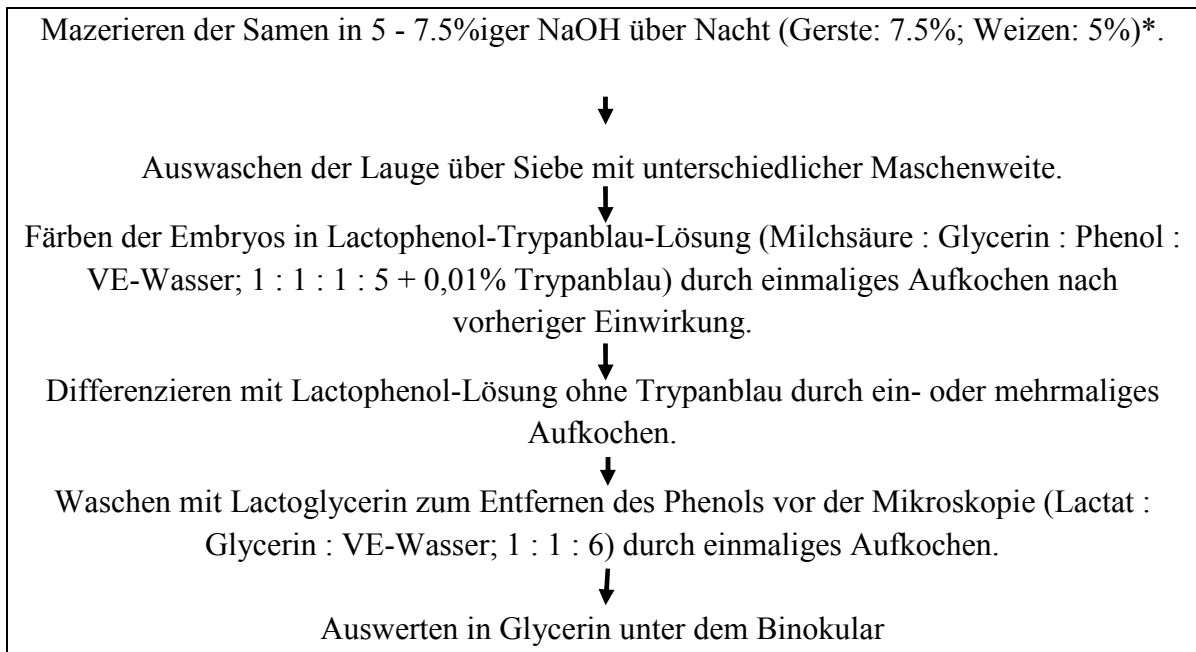 Mazerieren der Samen in 5 - 7.5%iger NaOH über Nacht (Gerste: 7.5%; Weizen: 5%)*.
Auswaschen der Lauge über Siebe mit unterschiedlicher Maschenweite.
Färben der Embryos in Lactophenol-Trypanblau-Lösung (Milchsäure : Glycerin : Phenol :
VE-Wasser; 1 : 1 : 1 : 5 + 0,01% Trypanblau) durch einmaliges Aufkochen nach
vorheriger Einwirkung.
Differenzieren mit Lactophenol-Lösung ohne Trypanblau durch ein- oder mehrmaliges
Aufkochen.
Waschen mit Lactoglycerin zum Entfernen des Phenols vor der Mikroskopie (Lactat :
Glycerin : VE-Wasser; 1 : 1 : 6) durch einmaliges Aufkochen.
Auswerten in Glycerin unter dem Binokular